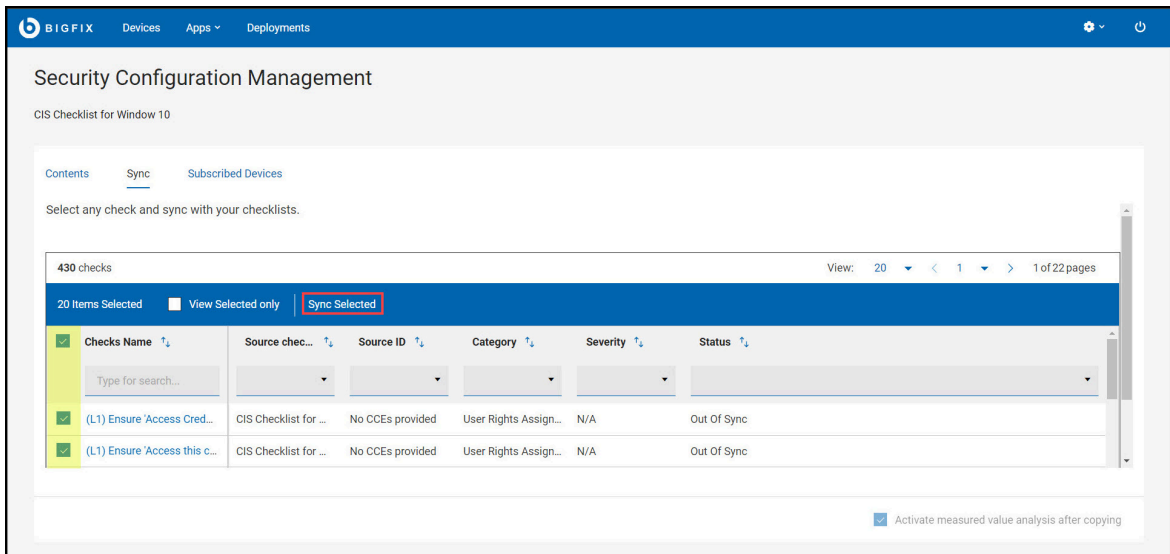 BIGFIX Devices Apps Deployments
Security Configuration Management
CIS Checklist for Window 10
Contents Sync Subscribed Devices
Select any check and sync with your checklists.
430 checks View: 20 1 1 of 22 pages
20 Items Selected View Selected only Sync Selected
Checks Name Source chec... Source ID Category Severity Status
Type for search...
(L1) Ensure 'Access Cred... CIS Checklist for ... No CCEs provided User Rights Assign... N/A Out Of Sync
(L1) Ensure 'Access this c... CIS Checklist for ... No CCEs provided User Rights Assign... N/A Out Of Sync
Activate measured value analysis after copying